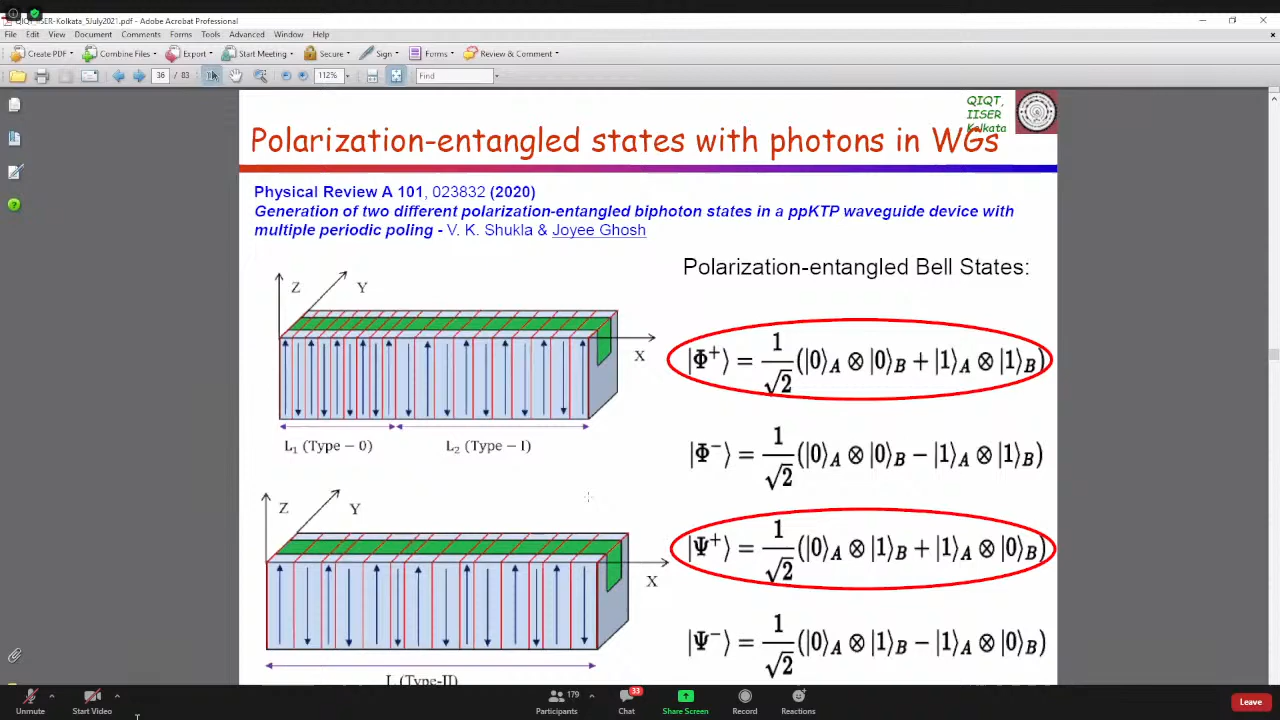 QIQT_IISER-Kolkata_5July2021.pdf - Adobe Acrobat Professional
File Edit View Document Comments Forms Tools Advanced Window Help
Create PDF Combine Files Export Start Meeting Secure Sign Forms Review & Comment
36 / 83 112% Find
QIQT,
IISER
Kolkata
Polarization-entangled states with photons in WGs
Physical Review A 101, 023832 (2020)
Generation of two different polarization-entangled biphoton states in a ppKTP waveguide device with
multiple periodic poling - V. K. Shukla & Joyee Ghosh
Polarization-entangled Bell States:
Z Y
X
L₁ (Type − 0) L₂ (Type − I)
|Φ⁺⟩ = 1/√2 (|0⟩_A ⊗ |0⟩_B + |1⟩_A ⊗ |1⟩_B)
|Φ⁻⟩ = 1/√2 (|0⟩_A ⊗ |0⟩_B − |1⟩_A ⊗ |1⟩_B)
Z Y
X
L (Type-II)
|Ψ⁺⟩ = 1/√2 (|0⟩_A ⊗ |1⟩_B + |1⟩_A ⊗ |0⟩_B)
|Ψ⁻⟩ = 1/√2 (|0⟩_A ⊗ |1⟩_B − |1⟩_A ⊗ |0⟩_B)
179 33
Unmute Start Video Participants Chat Share Screen Record Reactions Leave